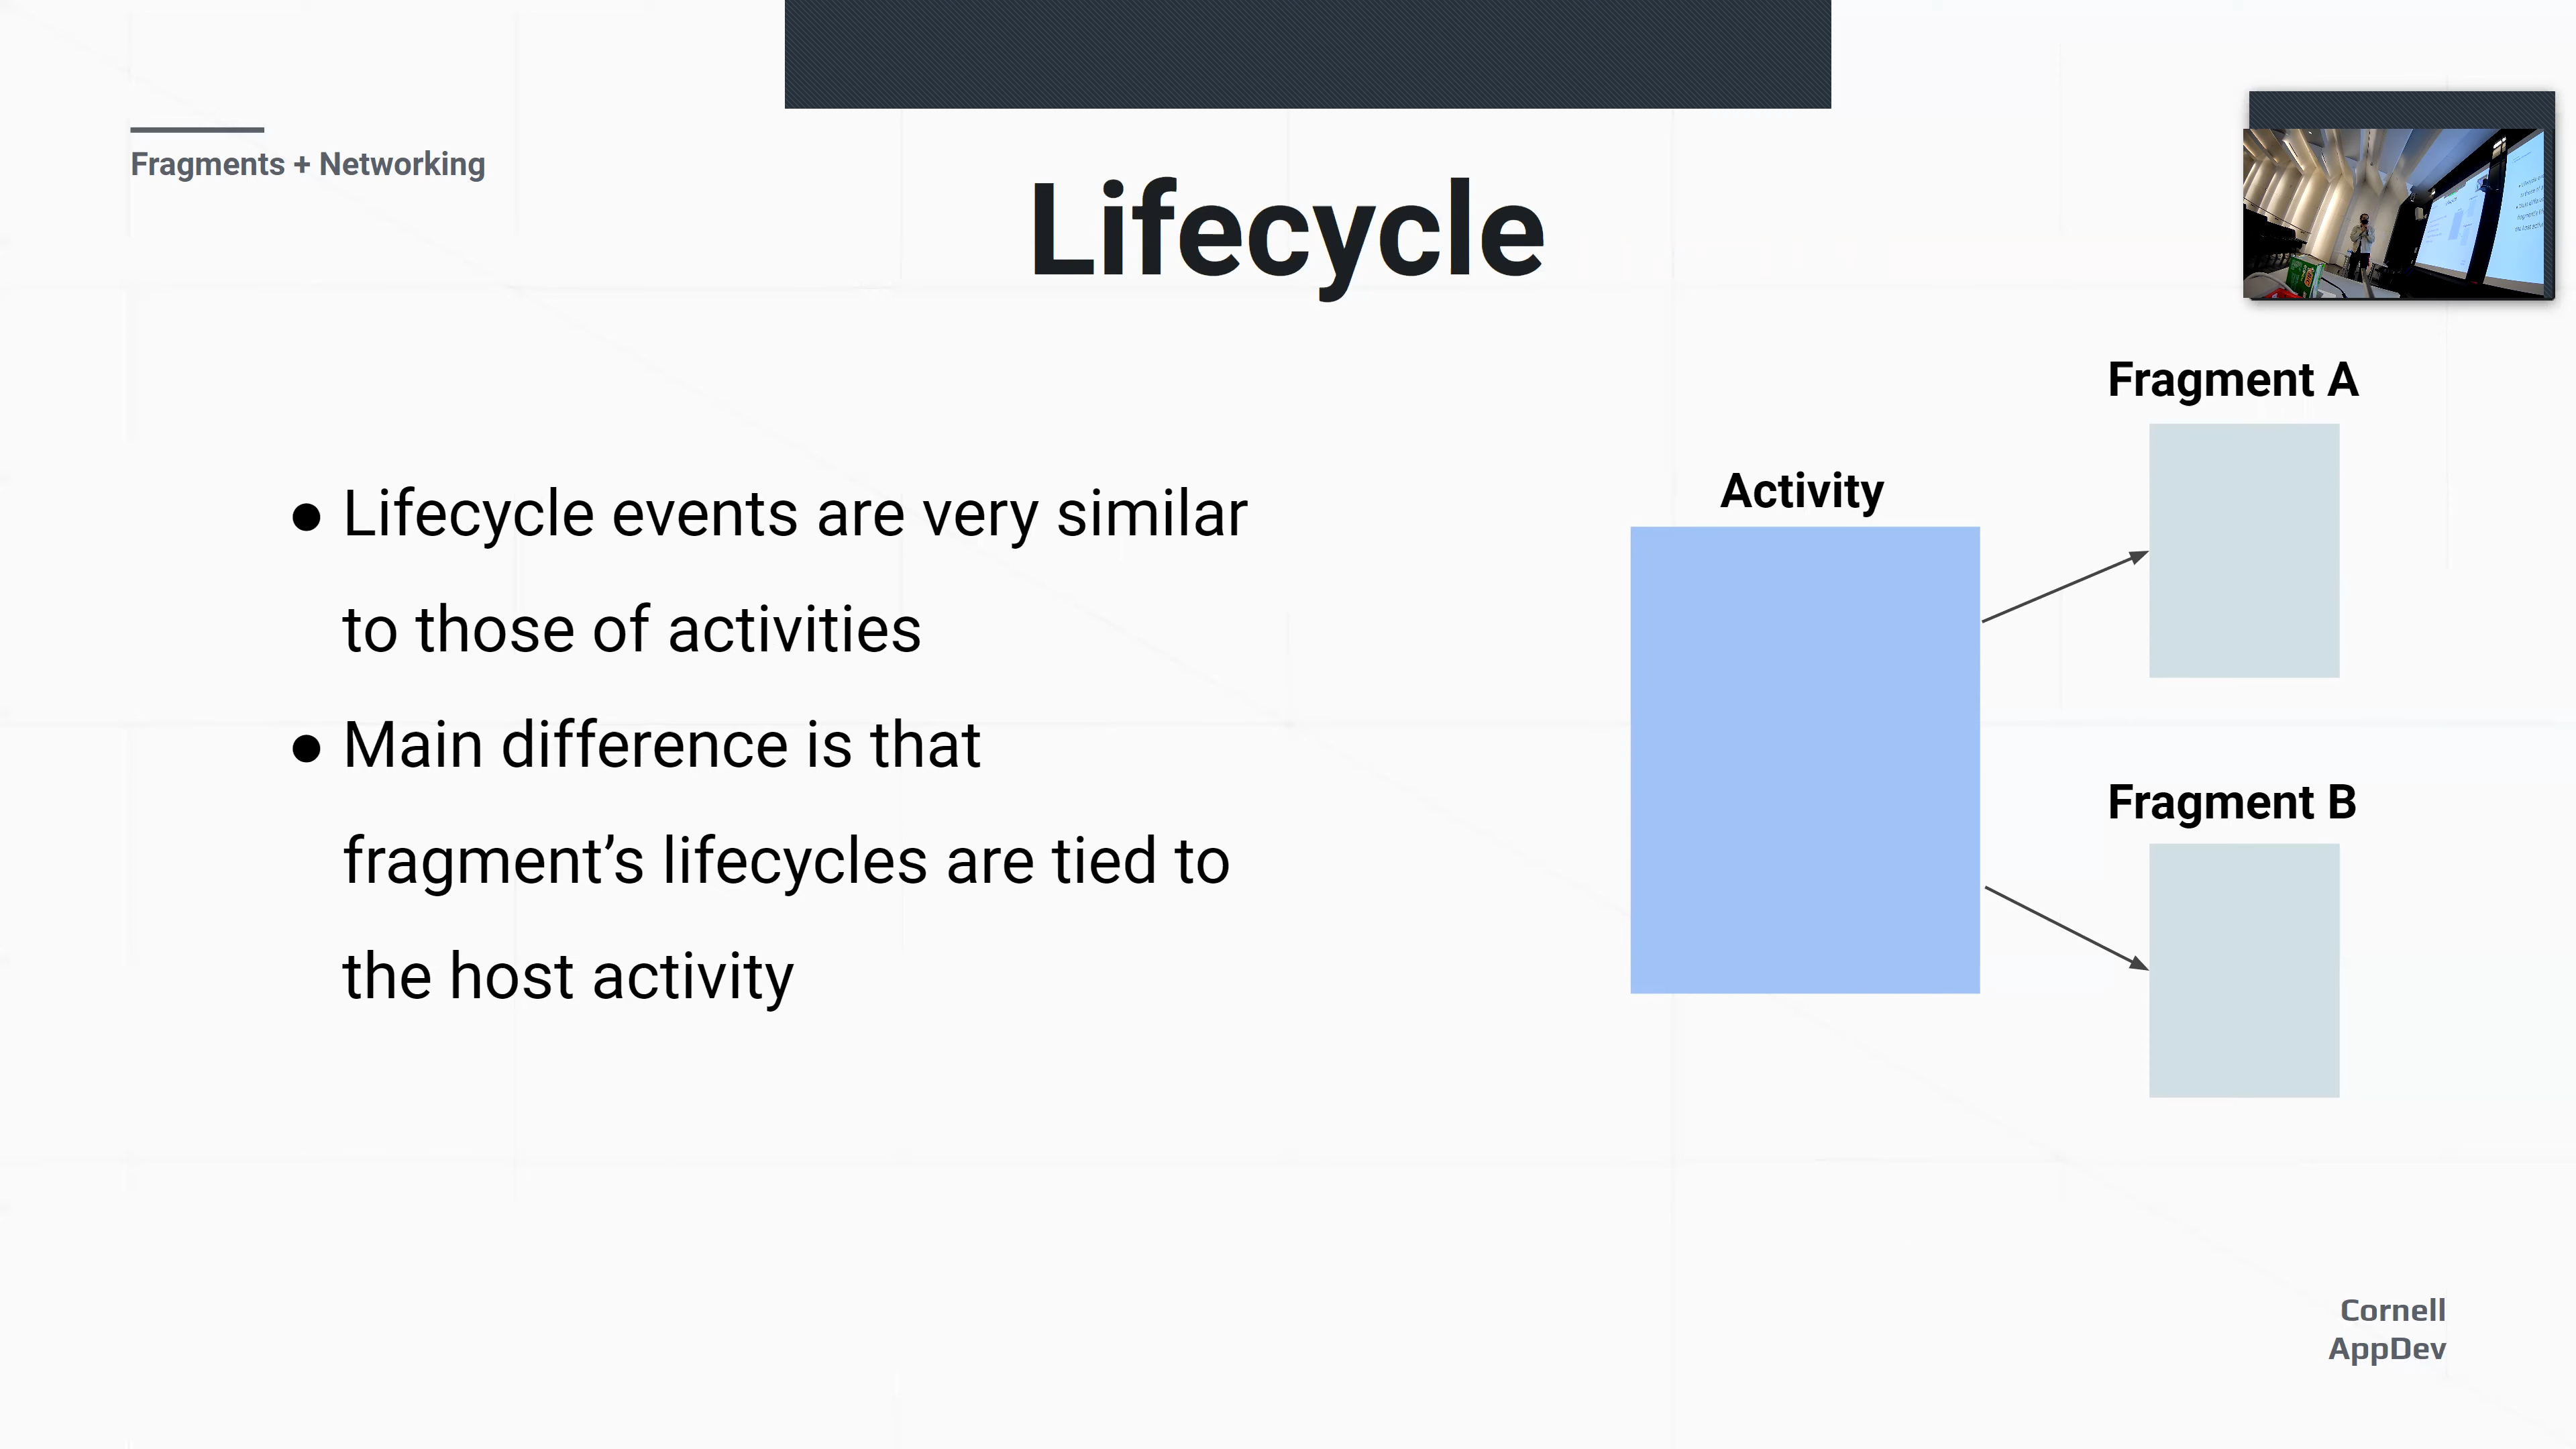 Fragments + Networking
Lifecycle
● Lifecycle events are very similar
to those of activities
● Main difference is that
fragment’s lifecycles are tied to
the host activity
Activity
Fragment A
Fragment B
Cornell
AppDev